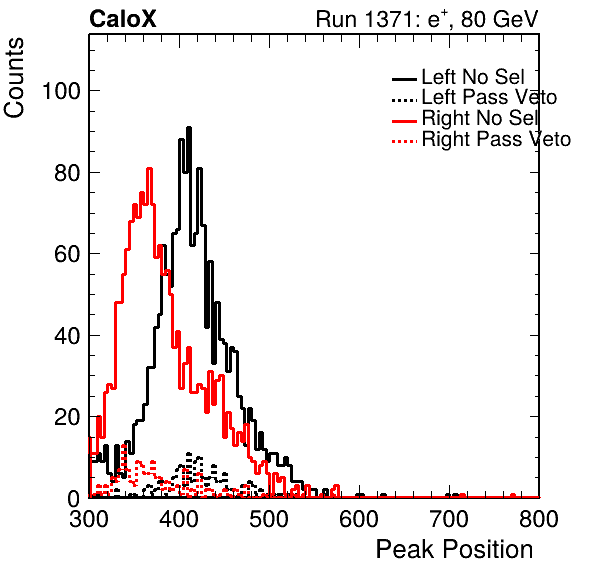 CaloX Run 1371: e⁺, 80 GeV
Counts
Left No Sel
Left Pass Veto
Right No Sel
Right Pass Veto
100
80
60
40
20
0
300 400 500 600 700 800
Peak Position